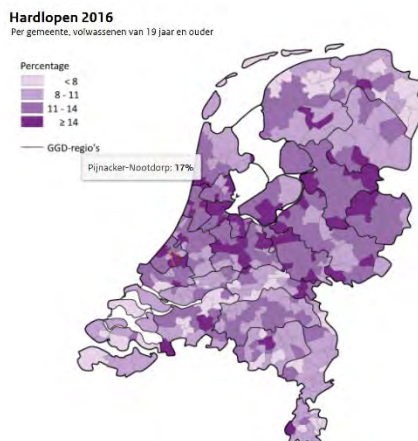 Hardlopen 2016
Per gemeente, volwassenen van 19 jaar en ouder
Percentage
< 8
8 - 11
11 - 14
≥ 14
GGD-regio's
Pijnacker-Nootdorp: 17%